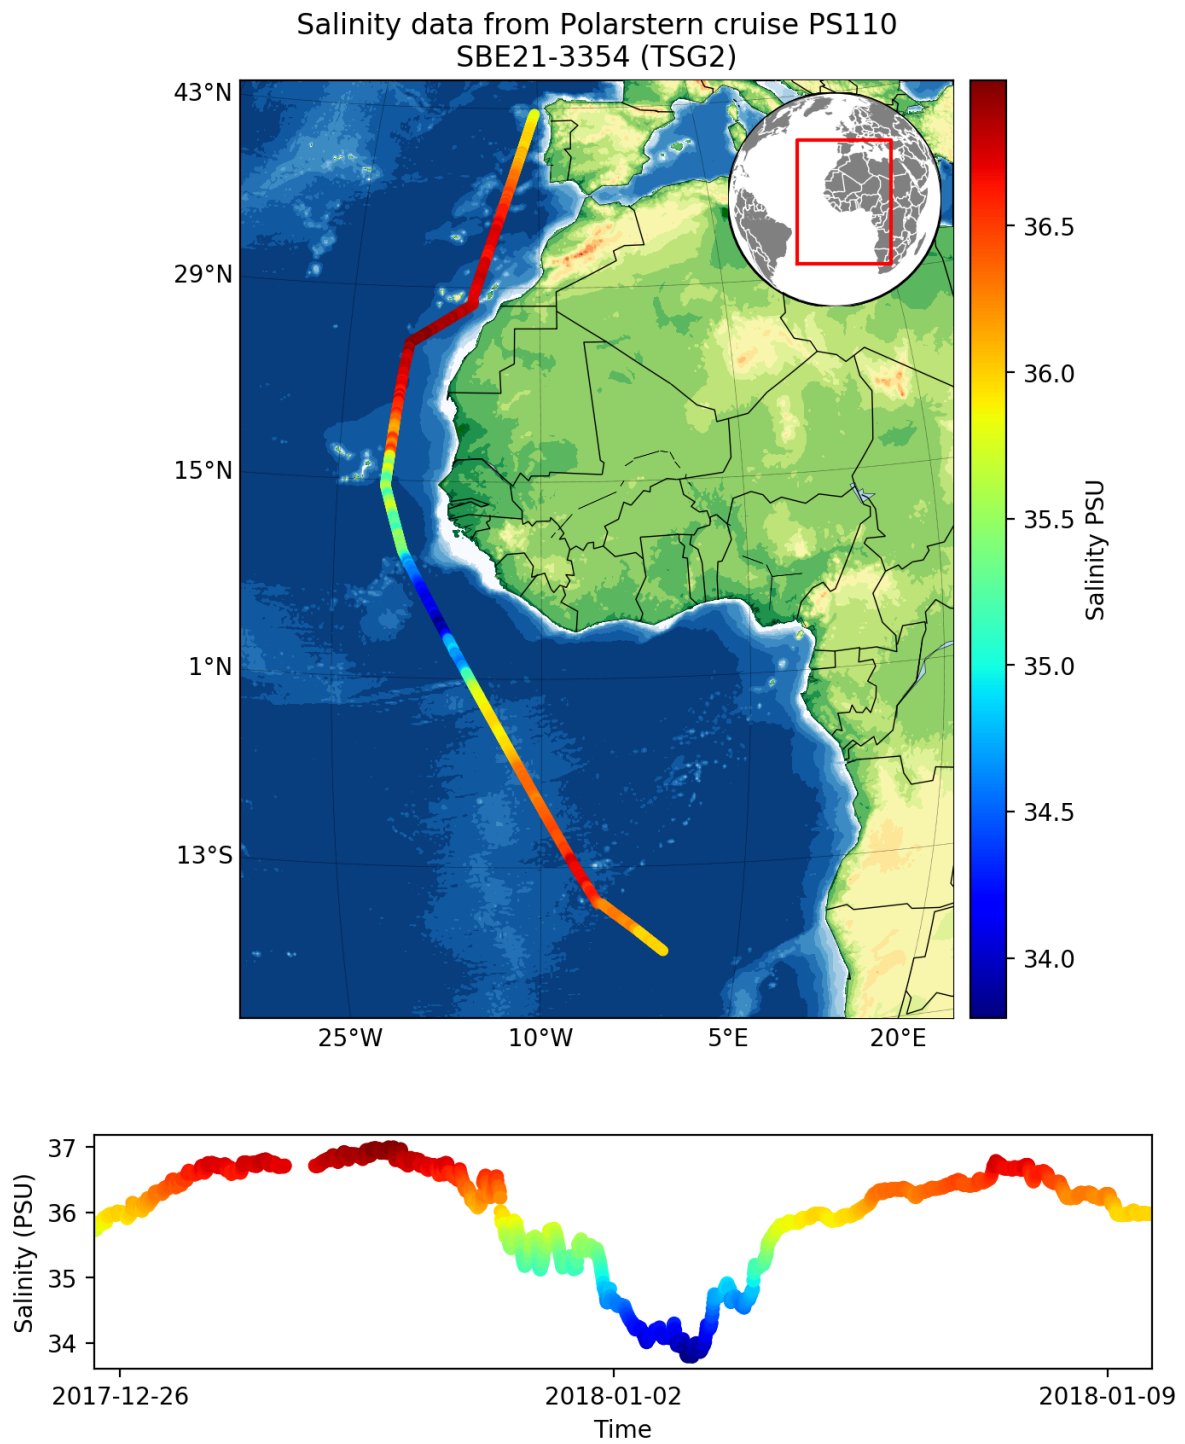 Salinity data from Polarstern cruise PS110
SBE21-3354 (TSG2)
43°N
29°N
15°N
1°N
13°S
25°W
10°W
5°E
20°E
36.5
36.0
35.5
35.0
34.5
34.0
Salinity PSU
37
36
35
34
Salinity (PSU)
2017-12-26
2018-01-02
2018-01-09
Time